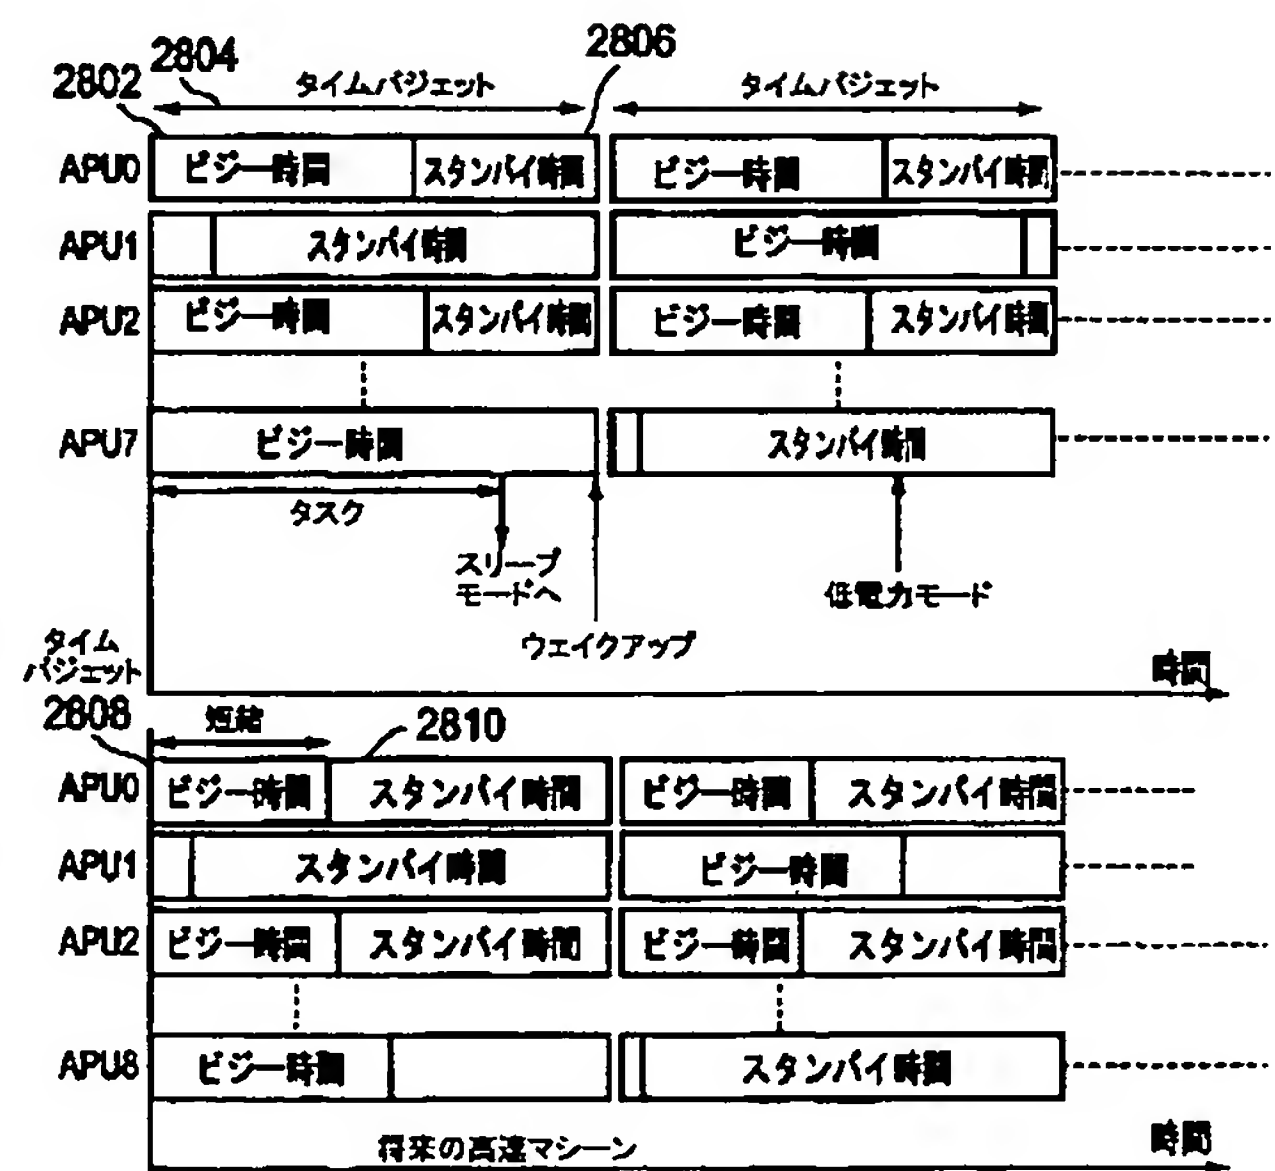 2802
2804
タイムバジェット
2806
タイムバジェット
APU0 ビジー時間 スタンバイ時間 ビジー時間 スタンバイ時間
APU1 スタンバイ時間 ビジー時間
APU2 ビジー時間 スタンバイ時間 ビジー時間 スタンバイ時間
APU7 ビジー時間 スタンバイ時間
タスク
スリープ
モードへ
低電力モード
ウェイクアップ
時間
タイム
バジェット
2808
短縮
2810
APU0 ビジー時間 スタンバイ時間 ビジー時間 スタンバイ時間
APU1 スタンバイ時間 ビジー時間
APU2 ビジー時間 スタンバイ時間 ビジー時間 スタンバイ時間
APU8 ビジー時間 スタンバイ時間
将来の高速マシーン
時間